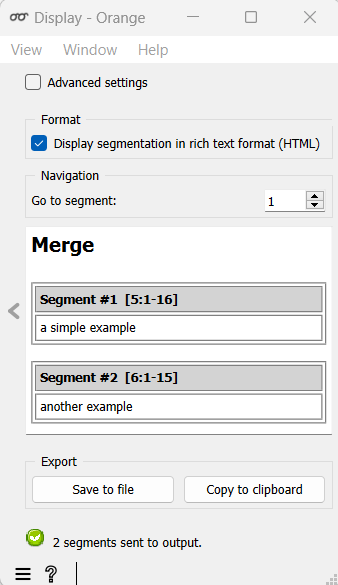 Display - Orange
View Window Help
Advanced settings
Format
Display segmentation in rich text format (HTML)
Navigation
Go to segment: 1
Merge
Segment #1 [5:1-16]
a simple example
Segment #2 [6:1-15]
another example
Export
Save to file Copy to clipboard
2 segments sent to output.
?